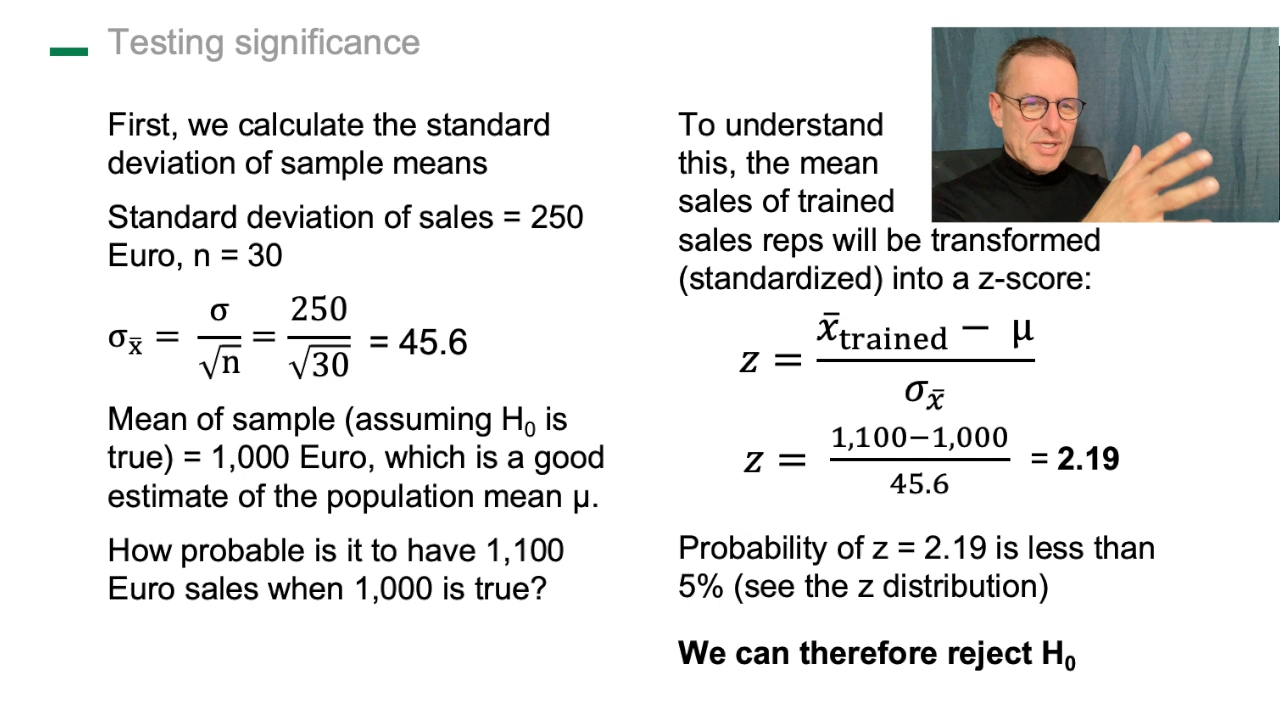 Testing significance
First, we calculate the standard
deviation of sample means
Standard deviation of sales = 250
Euro, n = 30
σx̄ = σ/√n = 250/√30 = 45.6
Mean of sample (assuming H₀ is
true) = 1,000 Euro, which is a good
estimate of the population mean µ.
How probable is it to have 1,100
Euro sales when 1,000 is true?
To understand
this, the mean
sales of trained
sales reps will be transformed
(standardized) into a z-score:
z = (x̄trained − µ)/σx̄
z = 1,100−1,000/45.6 = 2.19
Probability of z = 2.19 is less than
5% (see the z distribution)
We can therefore reject H₀